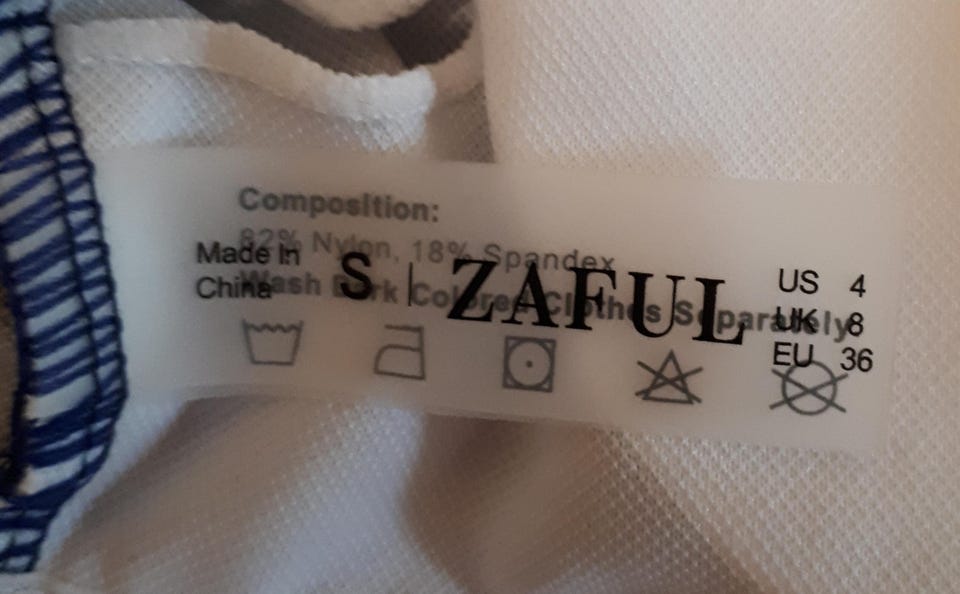 Composition:
82% Nylon, 18% Spandex
Wash Dark Colored Clothes Separately
Made In
China
S | ZAFUL
US 4
UK 8
EU 36